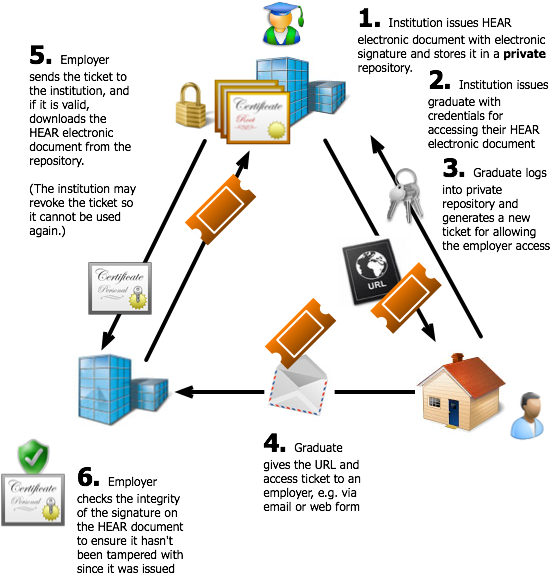 1. Institution issues HEAR
electronic document with electronic
signature and stores it in a private
repository.
2. Institution issues
graduate with
credentials for
accessing their HEAR
electronic document
3. Graduate logs
into private
repository and
generates a new
ticket for allowing
the employer access
4. Graduate
gives the URL and
access ticket to an
employer, e.g. via
email or web form
5. Employer
sends the ticket to
the institution, and
if it is valid,
downloads the
HEAR electronic
document from the
repository.
(The institution may
revoke the ticket so
it cannot be used
again.)
6. Employer
checks the integrity
of the signature on
the HEAR document
to ensure it hasn't
been tampered with
since it was issued
Certificate
Root
Certificate
Personal
URL
Certificate
Personal